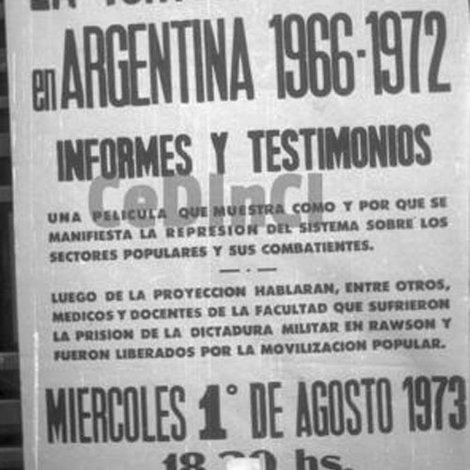 LA
en ARGENTINA 1966-1972
INFORMES Y TESTIMONIOS
CeDInCI
UNA PELICULA QUE MUESTRA COMO Y POR QUE SE
MANIFIESTA LA REPRESION DEL SISTEMA SOBRE LOS
SECTORES POPULARES Y SUS COMBATIENTES.
LUEGO DE LA PROYECCION HABLARAN, ENTRE OTROS,
MEDICOS Y DOCENTES DE LA FACULTAD QUE SUFRIERON
LA PRISION DE LA DICTADURA MILITAR EN RAWSON Y
FUERON LIBERADOS POR LA MOVILIZACION POPULAR.
MIERCOLES 1° DE AGOSTO 1973
hs.